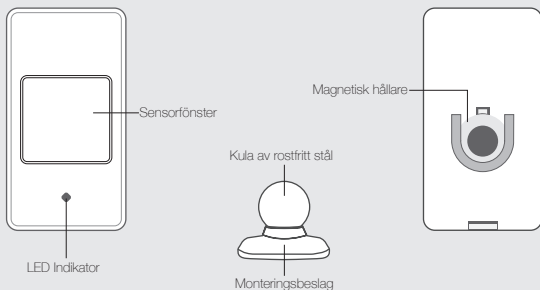 Sensorfönster
LED Indikator
Kula av rostfritt stål
Monteringsbeslag
Magnetisk hållare